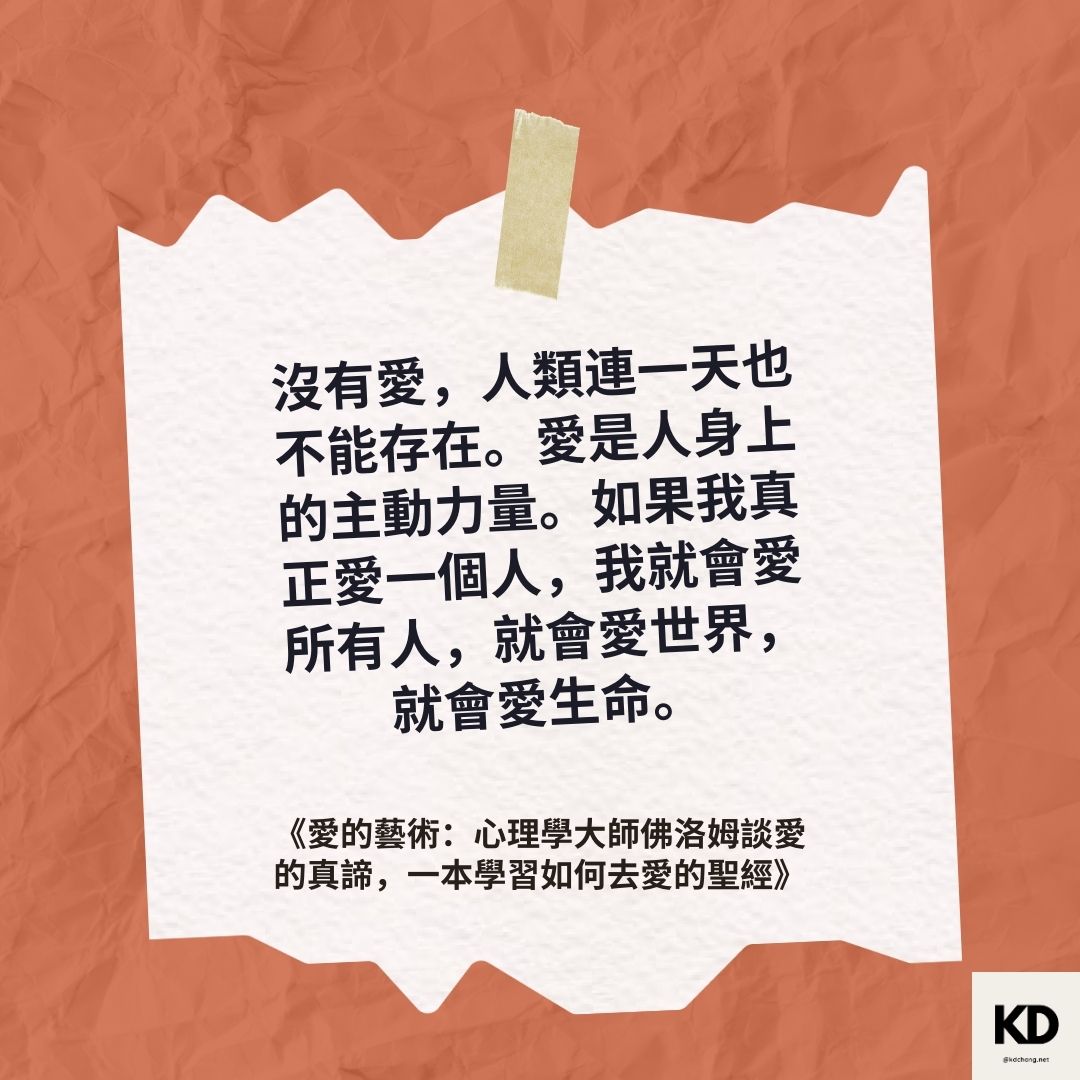 沒有愛，人類連一天也
不能存在。愛是人身上
的主動力量。如果我真
正愛一個人，我就會愛
所有人，就會愛世界，
就會愛生命。
《愛的藝術：心理學大師佛洛姆談愛
的真諦，一本學習如何去愛的聖經》
KD
@kdchong.net